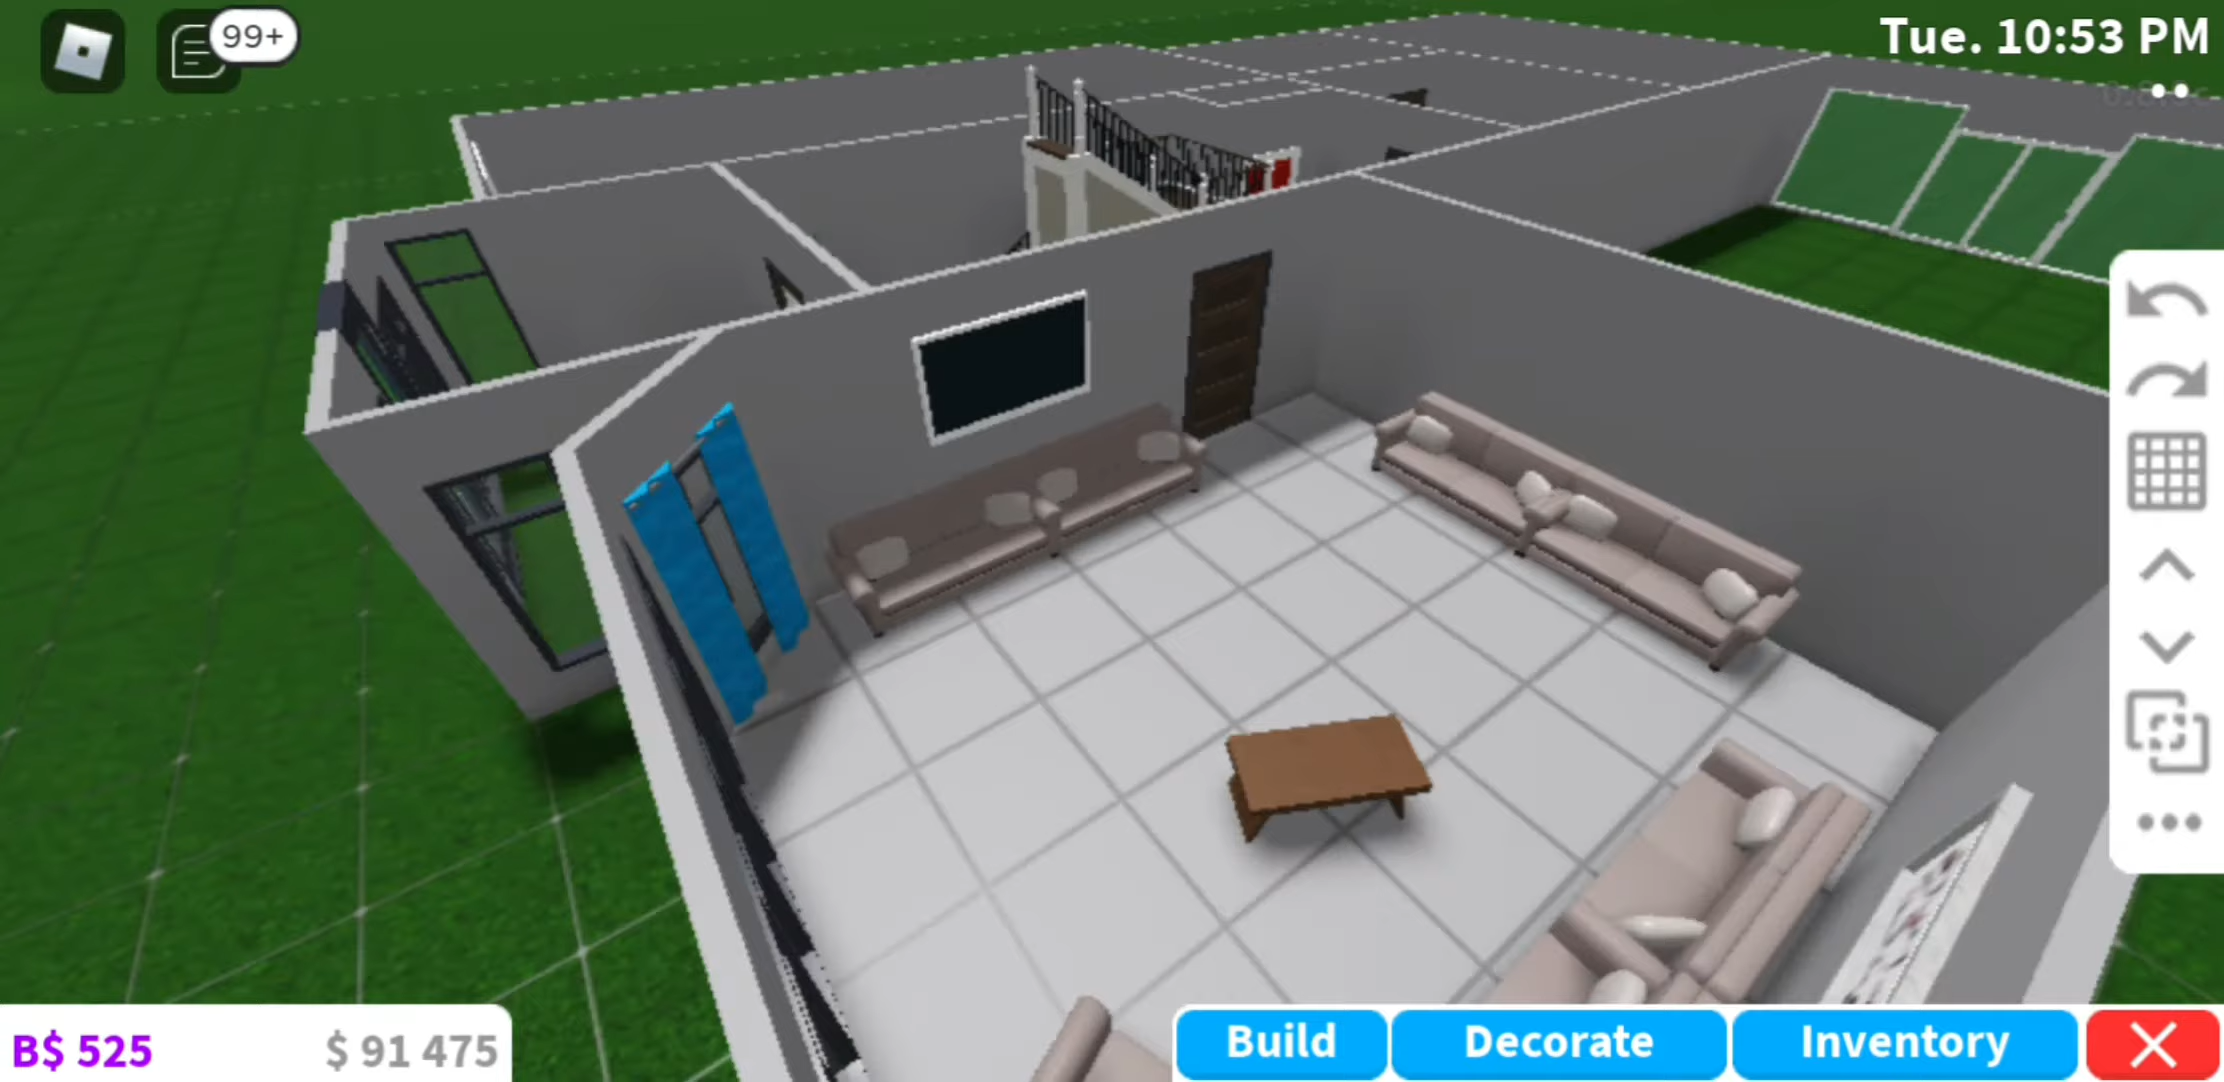 99+
Tue. 10:53 PM
B$ 525
$ 91 475
Build
Decorate
Inventory